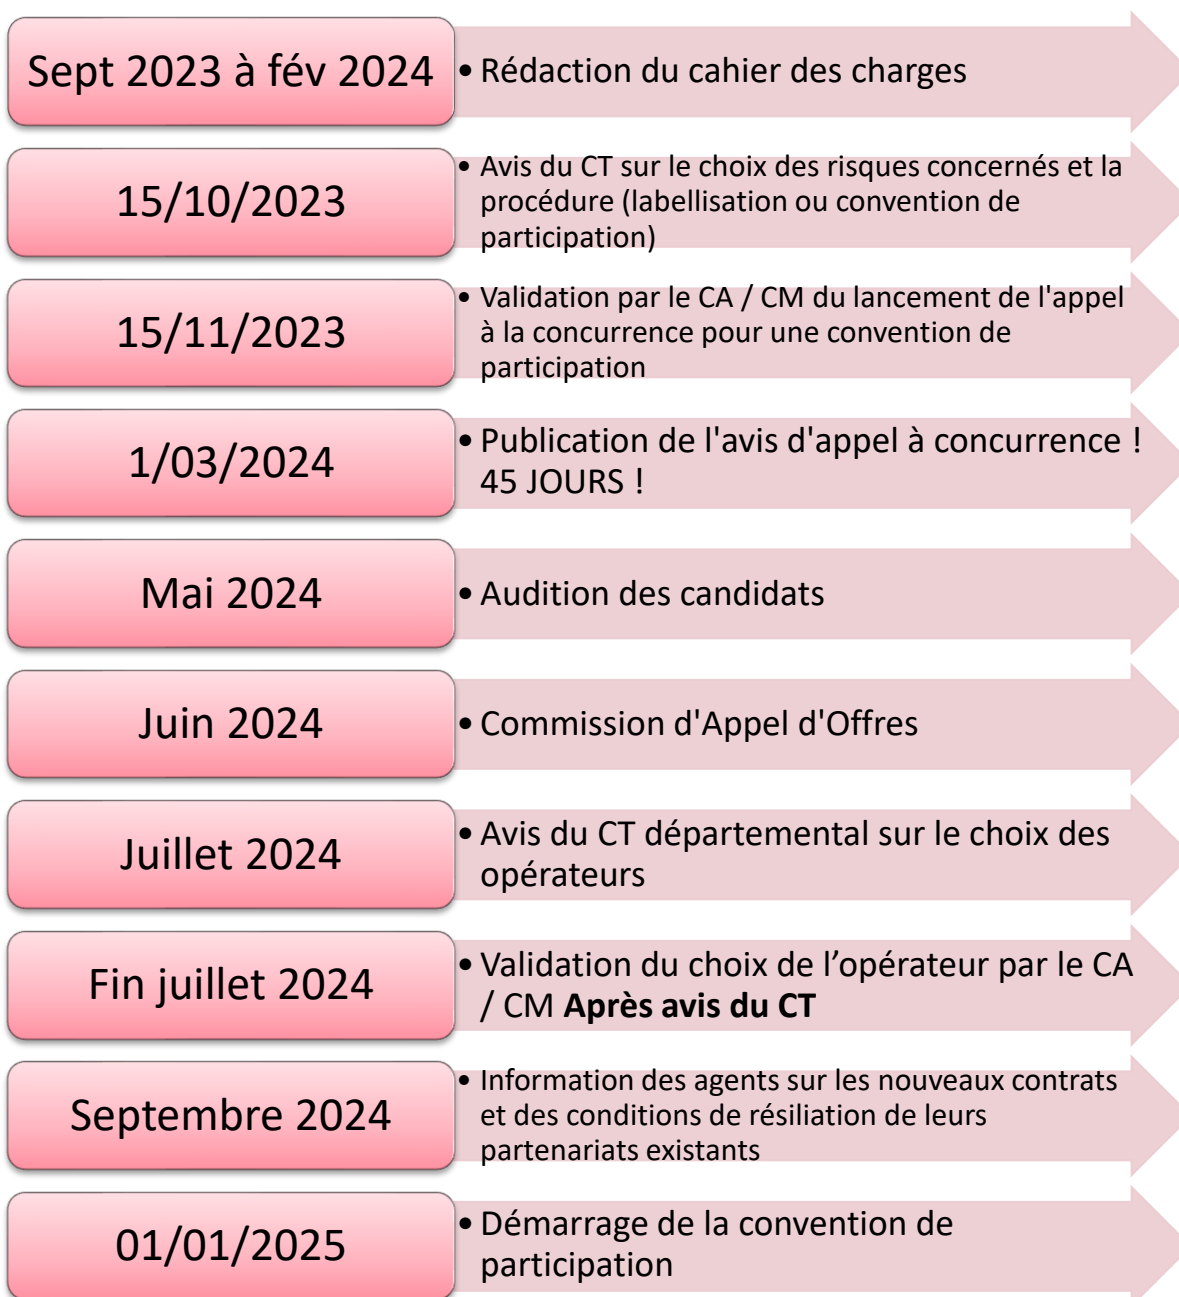 Sept 2023 à fév 2024
• Rédaction du cahier des charges
15/10/2023
• Avis du CT sur le choix des risques concernés et la
procédure (labellisation ou convention de
participation)
15/11/2023
• Validation par le CA / CM du lancement de l'appel
à la concurrence pour une convention de
participation
1/03/2024
• Publication de l'avis d'appel à concurrence !
45 JOURS !
Mai 2024
• Audition des candidats
Juin 2024
• Commission d'Appel d'Offres
Juillet 2024
• Avis du CT départemental sur le choix des
opérateurs
Fin juillet 2024
• Validation du choix de l’opérateur par le CA
/ CM Après avis du CT
Septembre 2024
• Information des agents sur les nouveaux contrats
et des conditions de résiliation de leurs
partenariats existants
01/01/2025
• Démarrage de la convention de
participation